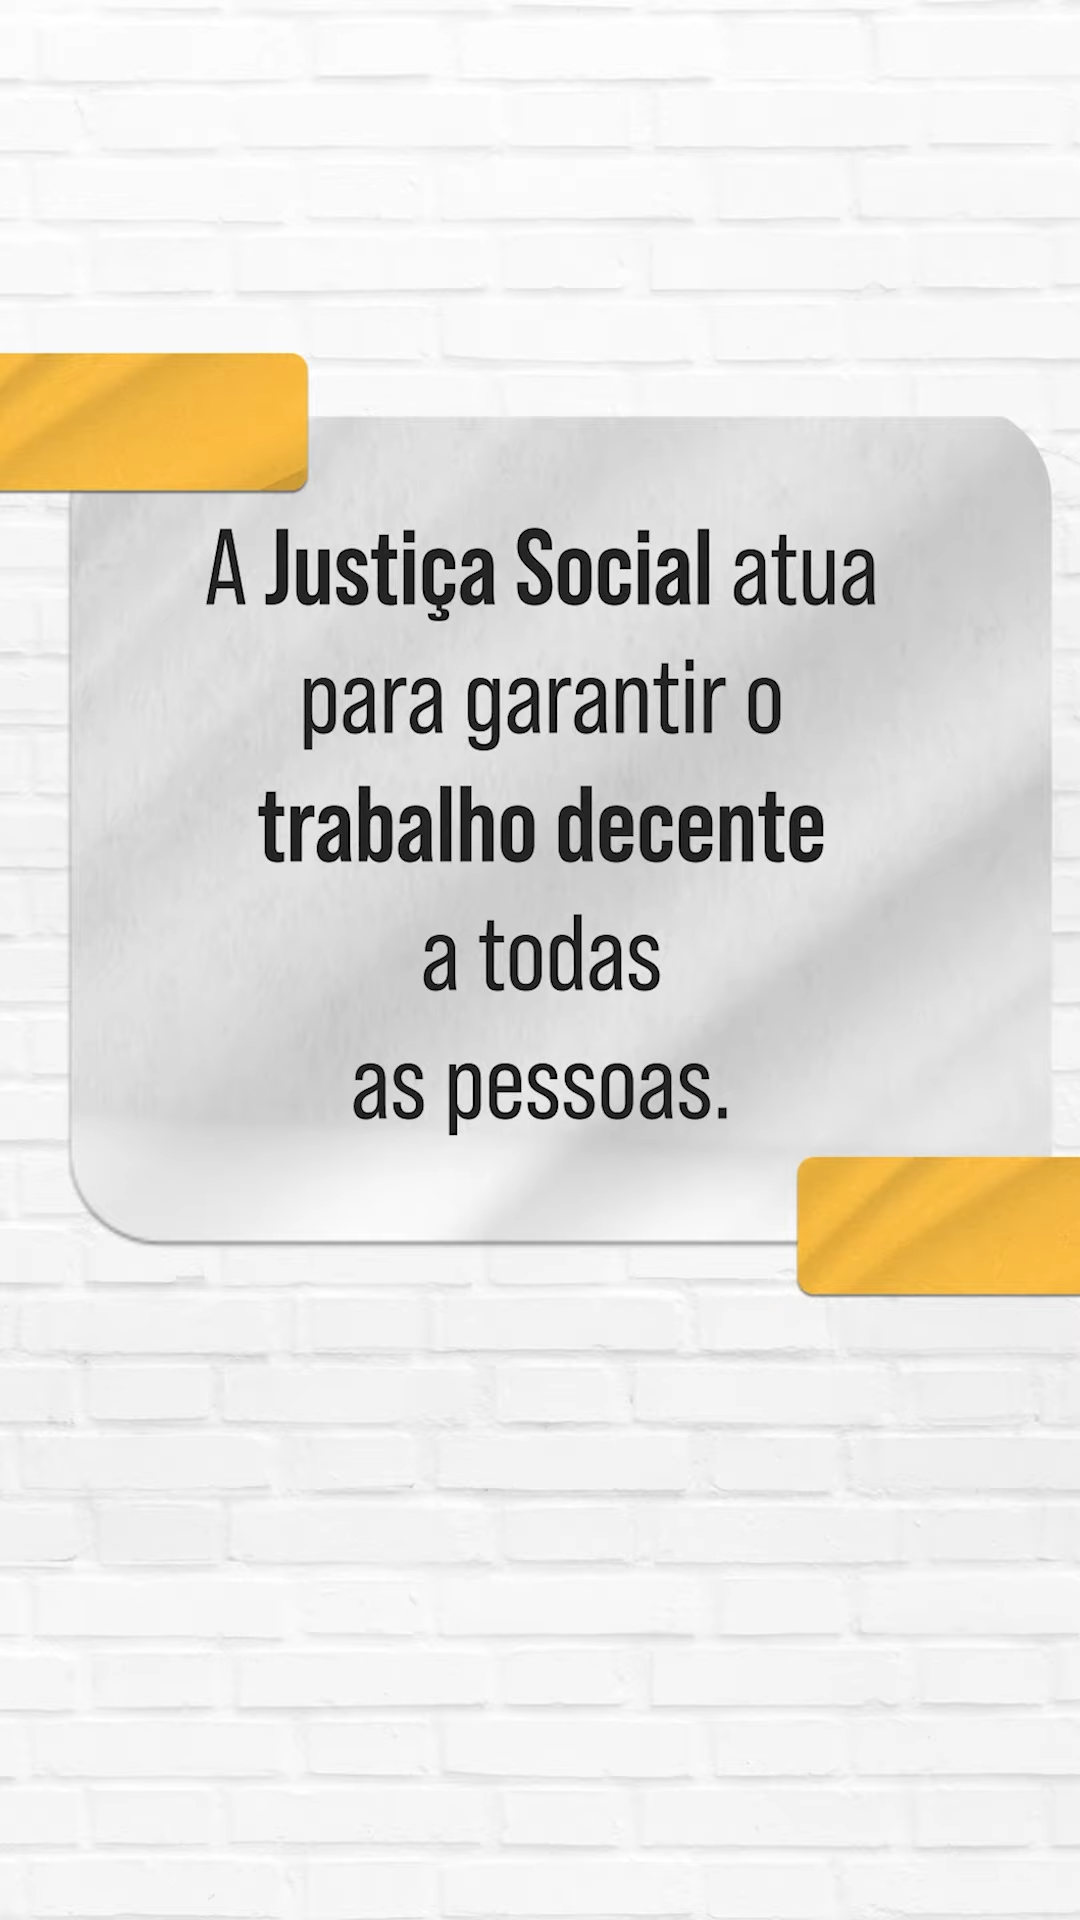 A Justiça Social atua
para garantir o
trabalho decente
a todas
as pessoas.